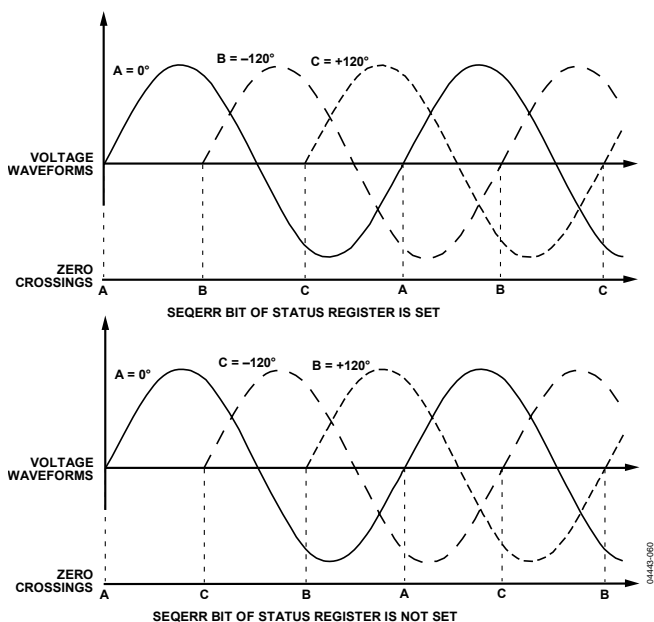 A = 0°
B = –120°
C = +120°
VOLTAGE
WAVEFORMS
ZERO
CROSSINGS
A
B
C
A
B
C
SEQERR BIT OF STATUS REGISTER IS SET
A = 0°
C = –120°
B = +120°
VOLTAGE
WAVEFORMS
ZERO
CROSSINGS
A
C
B
A
C
B
SEQERR BIT OF STATUS REGISTER IS NOT SET
04443-060